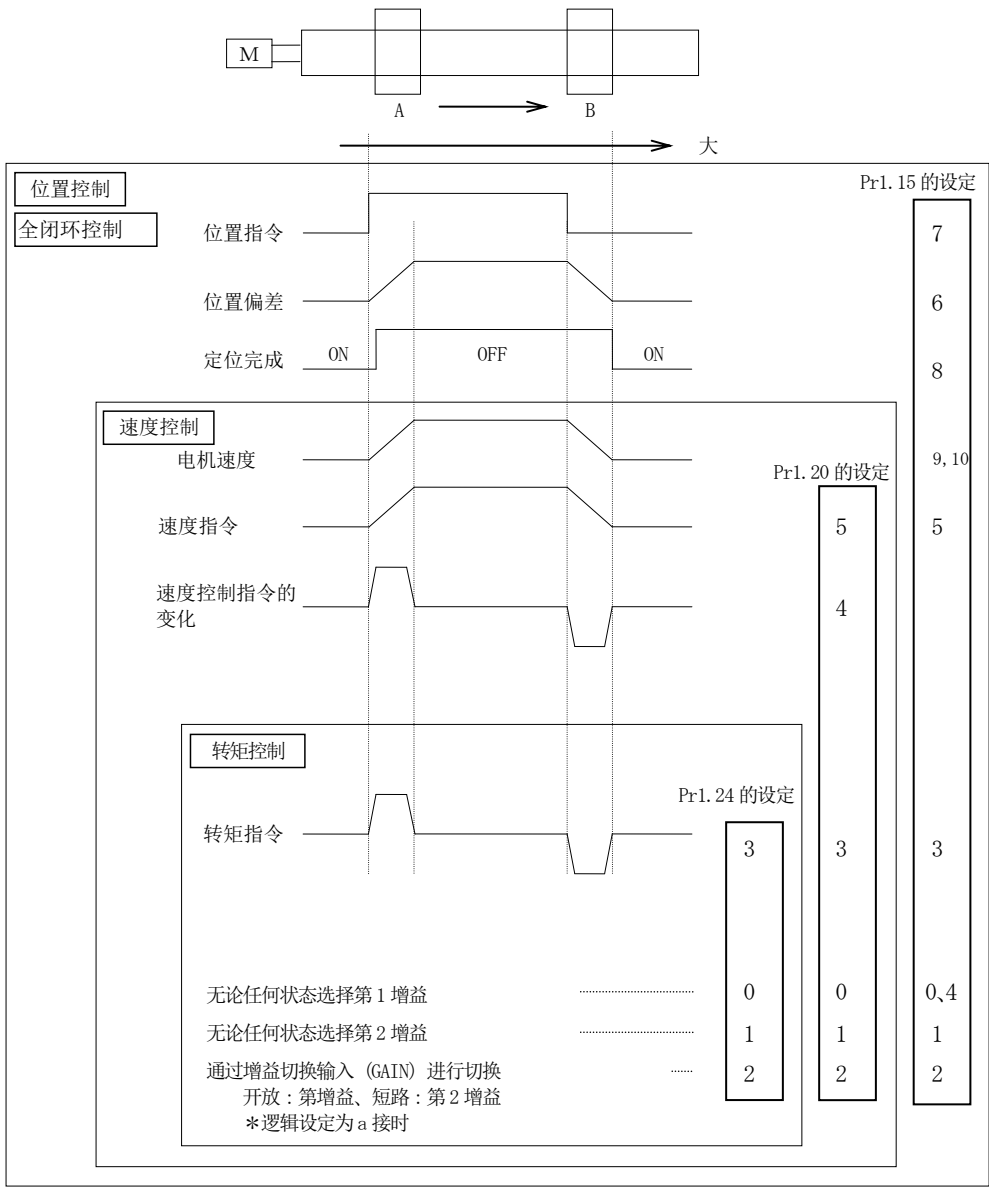 M
A
B
大
位置控制
Pr1.15 的设定
全闭环控制
位置指令
7
位置偏差
6
定位完成
ON
OFF
ON
8
速度控制
电机速度
9,10
Pr1.20 的设定
速度指令
5
5
速度控制指令的
变化
4
转矩控制
Pr1.24 的设定
转矩指令
3
3
3
无论任何状态选择第 1 增益
0
0
0、4
无论任何状态选择第 2 增益
1
1
1
通过增益切换输入（GAIN）进行切换
2
2
2
开放：第增益、短路：第 2 增益
＊逻辑设定为 a 接时